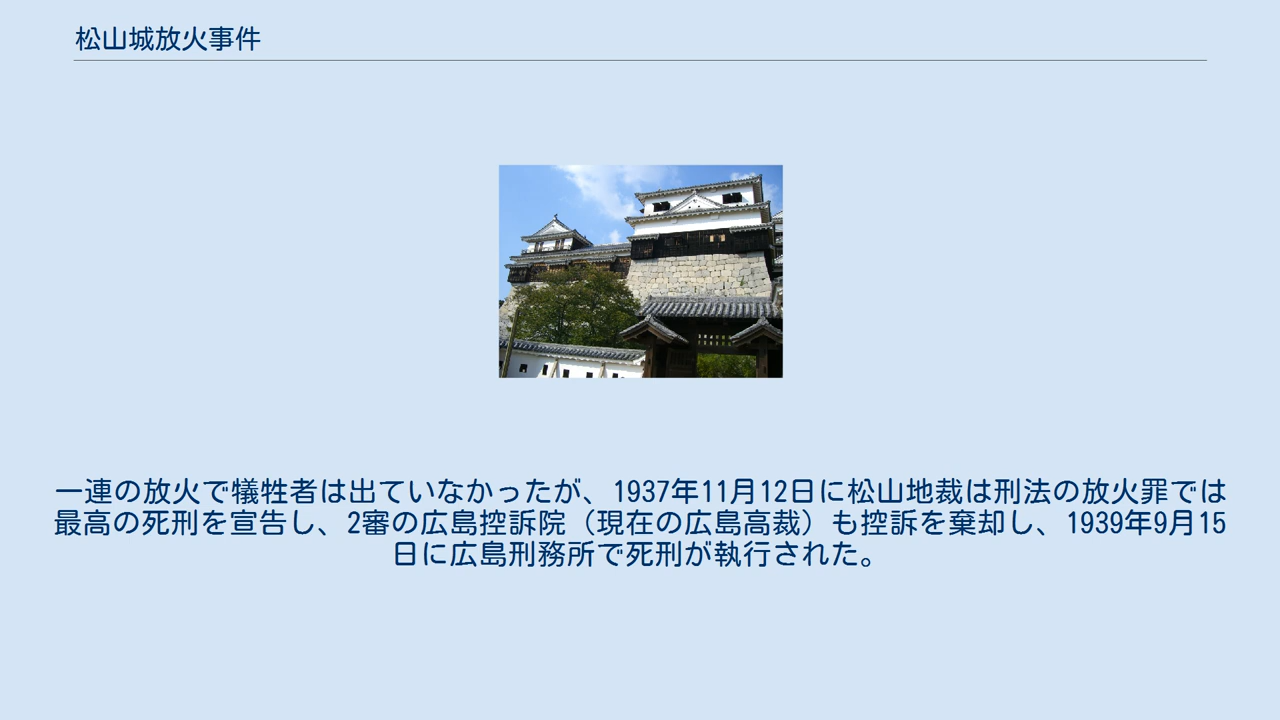 松山城放火事件
一連の放火で犠牲者は出ていなかったが、1937年11月12日に松山地裁は刑法の放火罪では
最高の死刑を宣告し、2審の広島控訴院（現在の広島高裁）も控訴を棄却し、1939年9月15
日に広島刑務所で死刑が執行された。